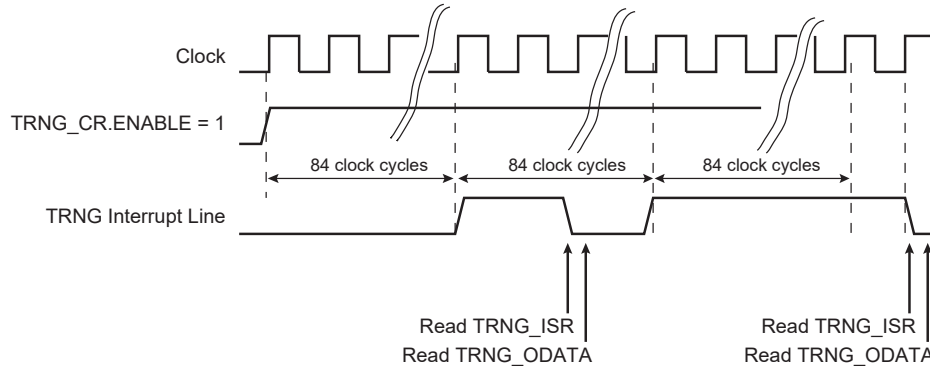 Clock
TRNG_CR.ENABLE = 1
84 clock cycles
84 clock cycles
84 clock cycles
TRNG Interrupt Line
Read TRNG_ISR
Read TRNG_ISR
Read TRNG_ODATA
Read TRNG_ODATA